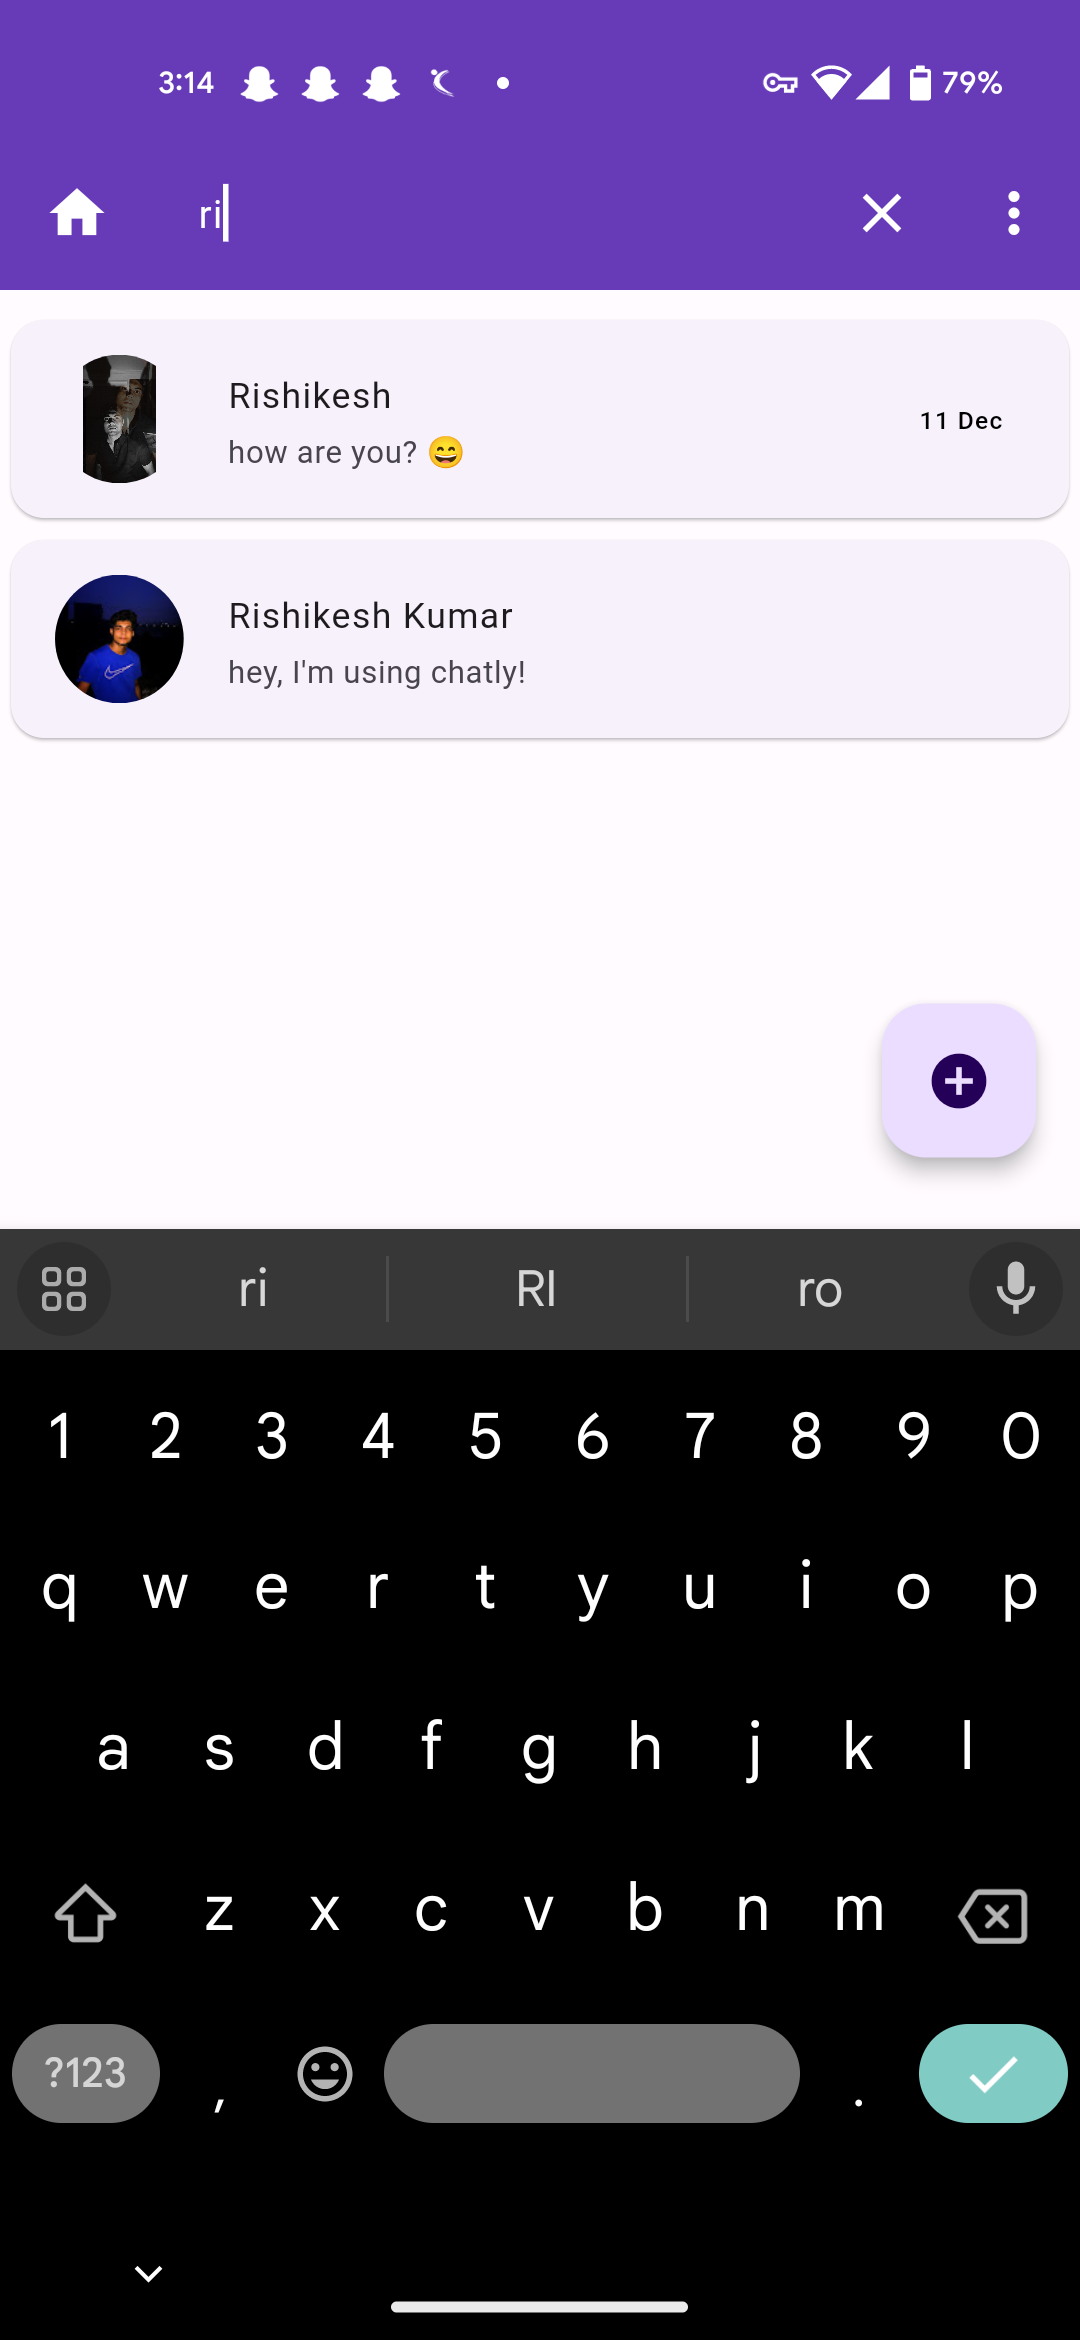 3:14 79%
ri
Rishikesh
how are you? 😄
11 Dec
Rishikesh Kumar
hey, I'm using chatly!
ri RI ro
1 2 3 4 5 6 7 8 9 0
q w e r t y u i o p
a s d f g h j k l
z x c v b n m
?123 , .